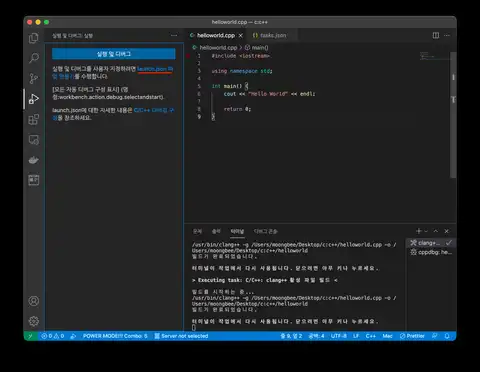 helloworld.cpp — c:c++
실행 및 디버그: 실행
실행 및 디버그
실행 및 디버그를 사용자 지정하려면 launch.json 파
일 만들기를 수행합니다.
[모든 자동 디버그 구성 표시] (명
령:workbench.action.debug.selectandstart).
launch.json에 대한 자세한 내용은 C/C++ 디버깅 구
성을 참조하세요.
helloworld.cpp
tasks.json
helloworld.cpp > main()
1 #include <iostream>
2
3 using namespace std;
4
5 int main() {
6 cout << "Hello World" << endl;
7
8 return 0;
9 }
문제 출력 터미널 디버그 콘솔
/usr/bin/clang++ -g /Users/moongbee/Desktop/c:c++/helloworld.cpp -o /
Users/moongbee/Desktop/c:c++/helloworld
빌드가 완료되었습니다.
터미널이 작업에서 다시 사용됩니다. 닫으려면 아무 키나 누르세요.
> Executing task: C/C++: clang++ 활성 파일 빌드 <
빌드를 시작하는 중...
/usr/bin/clang++ -g /Users/moongbee/Desktop/c:c++/helloworld.cpp -o /
Users/moongbee/Desktop/c:c++/helloworld
빌드가 완료되었습니다.
터미널이 작업에서 다시 사용됩니다. 닫으려면 아무 키나 누르세요.
clang++...
cppdbg: he...
0 0 POWER MODE!!! Combo: 5 Server not selected
줄 9, 열 2 공백: 4 UTF-8 LF C++ Mac Prettier